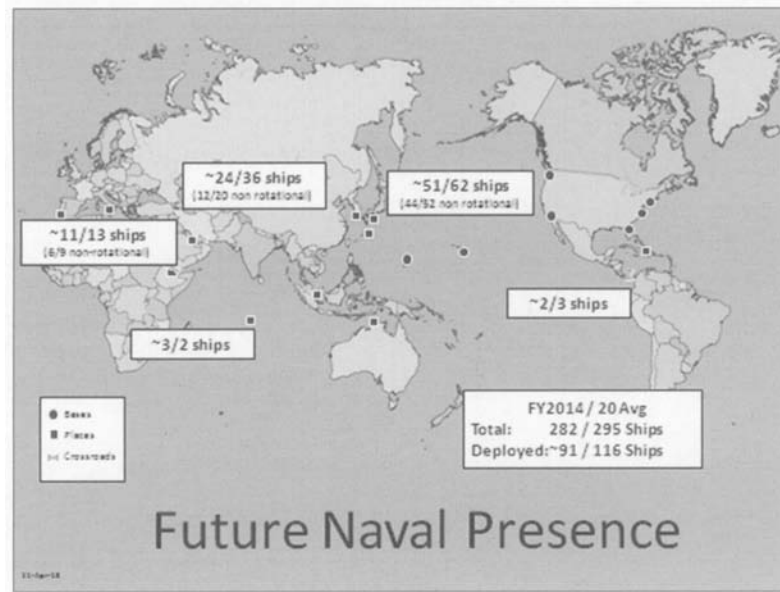 ~24/36 ships
(12/20 non rotational)
~51/62 ships
(44/52 non rotational)
~11/13 ships
(6/9 non-rotational)
~2/3 ships
~3/2 ships
FY2014 / 20 Avg
Total: 282 / 295 Ships
Deployed:~91 / 116 Ships
Bases
Places
Crossroads
Future Naval Presence